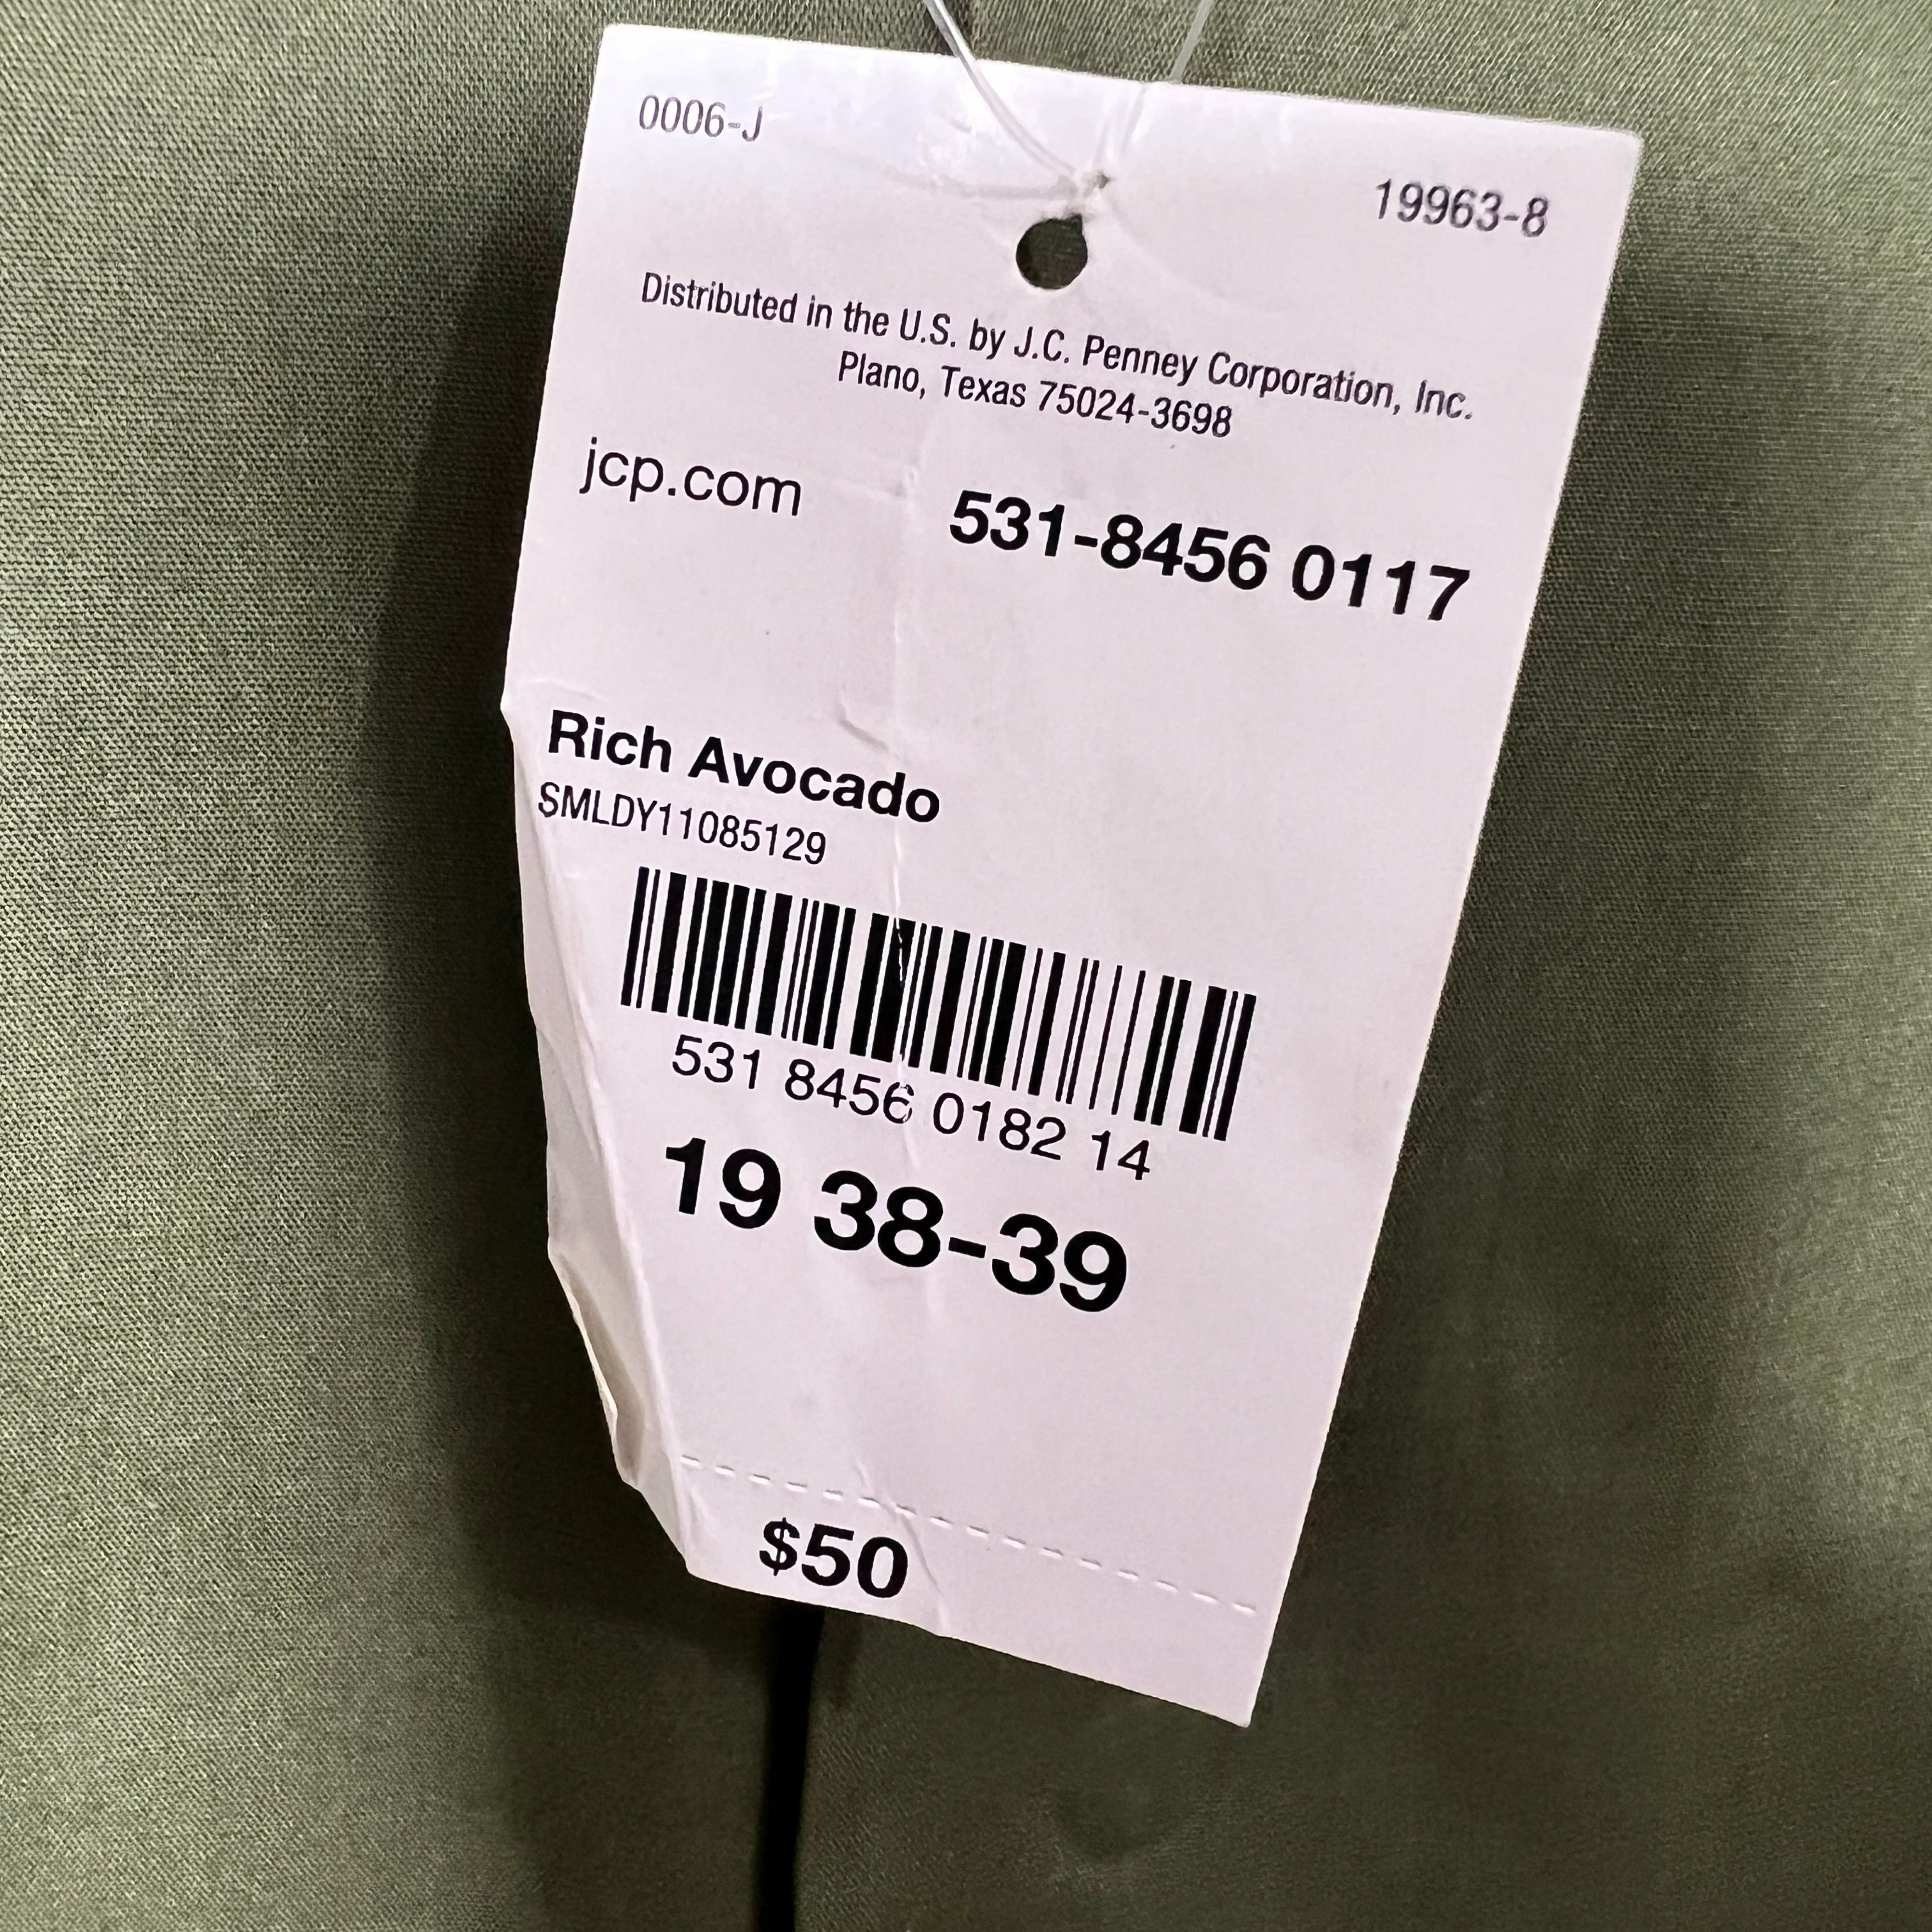 0006-J
19963-8
Distributed in the U.S. by J.C. Penney Corporation, Inc.
Plano, Texas 75024-3698
jcp.com
531-8456 0117
Rich Avocado
SMLDY11085129
531 8456 0182 14
19 38-39
$50